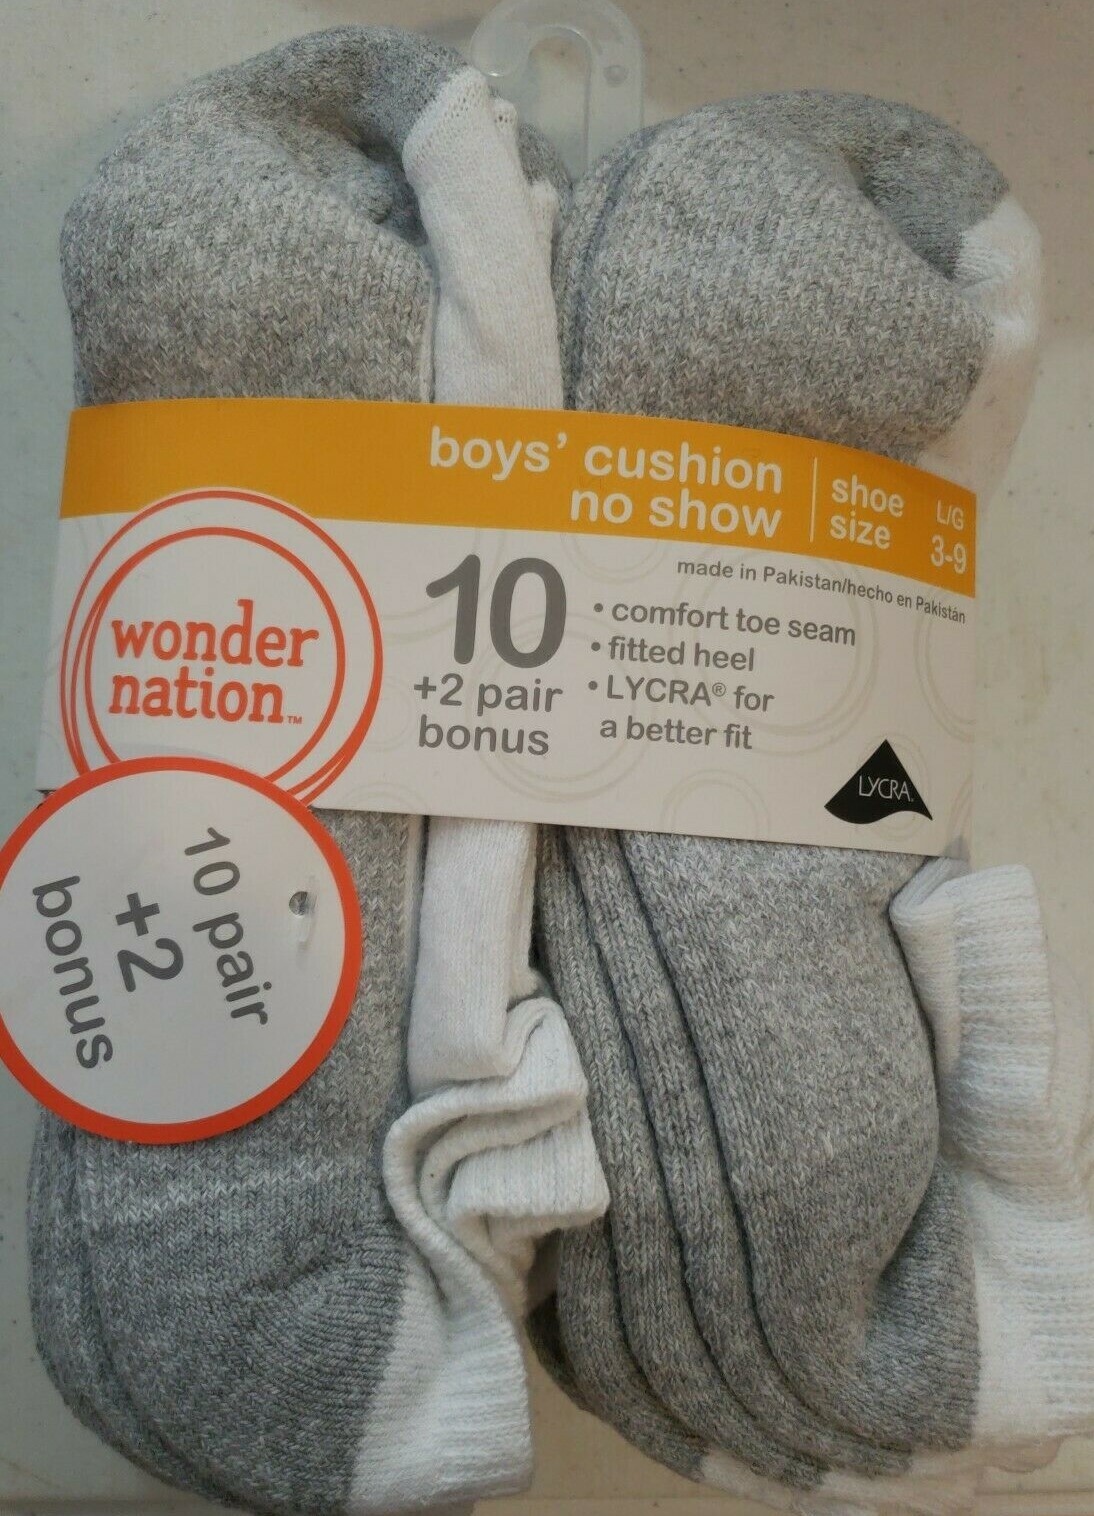 boys' cushion
no show
shoe
size
L/G
3-9
made in Pakistan/hecho en Pakistán
wonder
nation™
10
+2 pair
bonus
• comfort toe seam
• fitted heel
• LYCRA® for
a better fit
LYCRA®
10 pair
+2
bonus